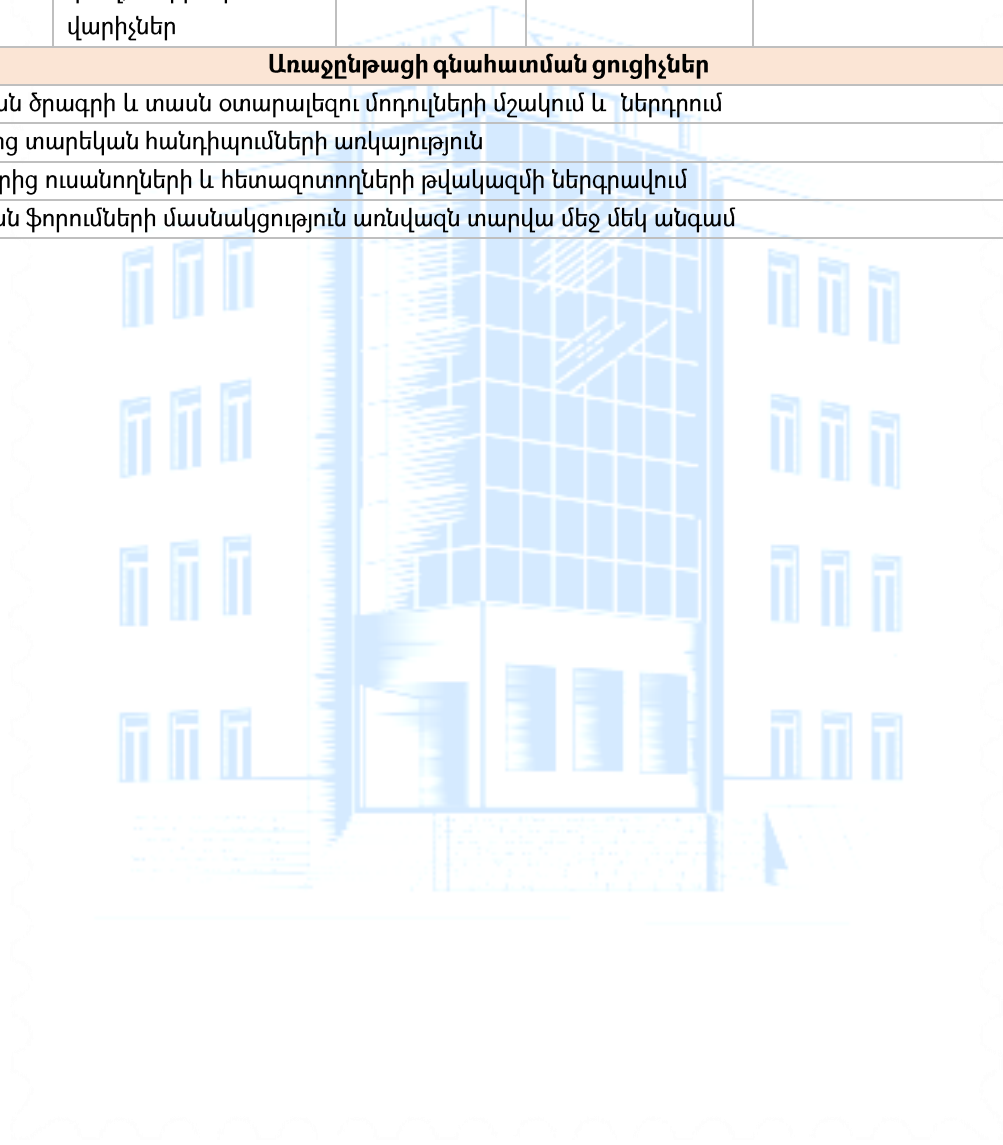 վարիչներ
Առաջընթացի գնահատման ցուցիչներ
ծրագրի և տասն օտարալեզու մոդուլների մշակում և ներդրում
տարեկան հանդիպումների առկայություն
ուսանողների և հետազոտողների թվակազմի ներգրավում
ֆորումների մասնակցություն առնվազն տարվա մեջ մեկ անգամ